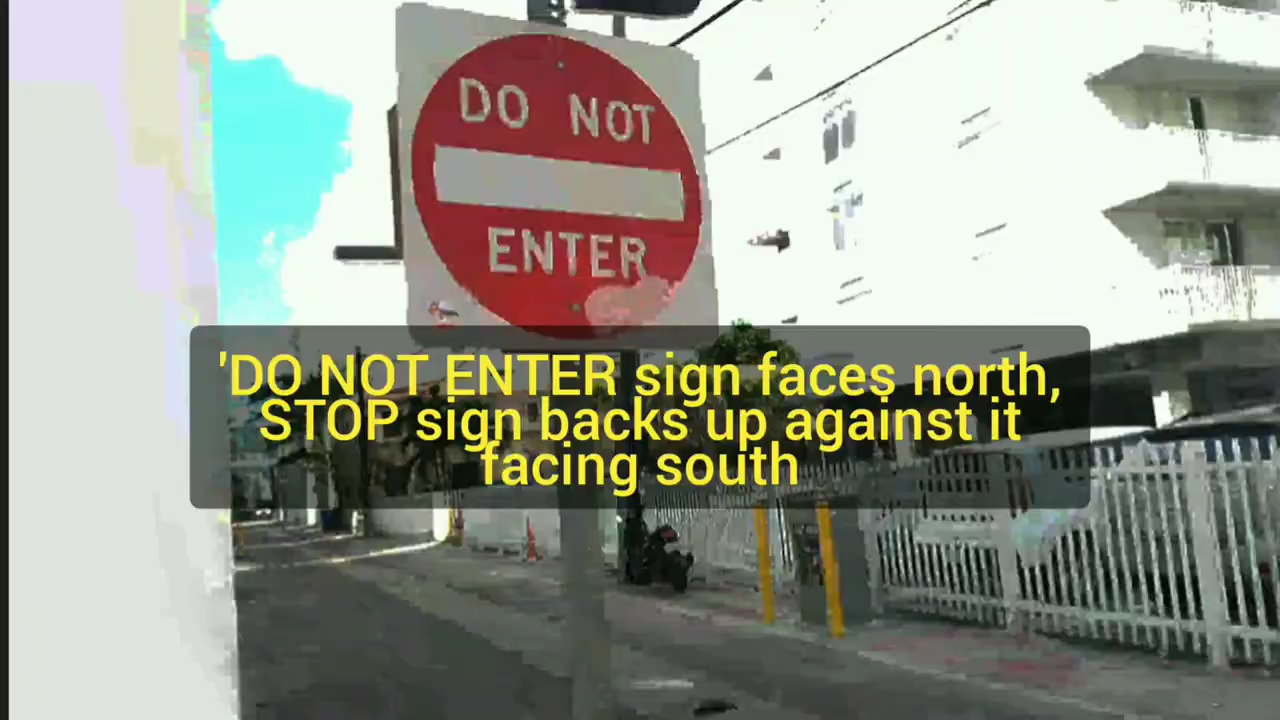 DO NOT
ENTER
'DO NOT ENTER sign faces north,
STOP sign backs up against it
facing south